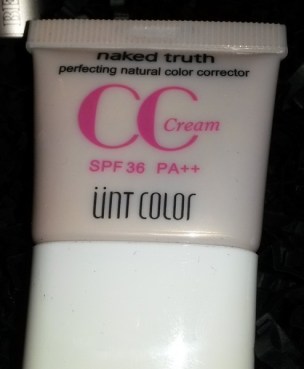 naked truth
perfecting natural color corrector
CC Cream
SPF 36 PA++
ÜNT COLOR